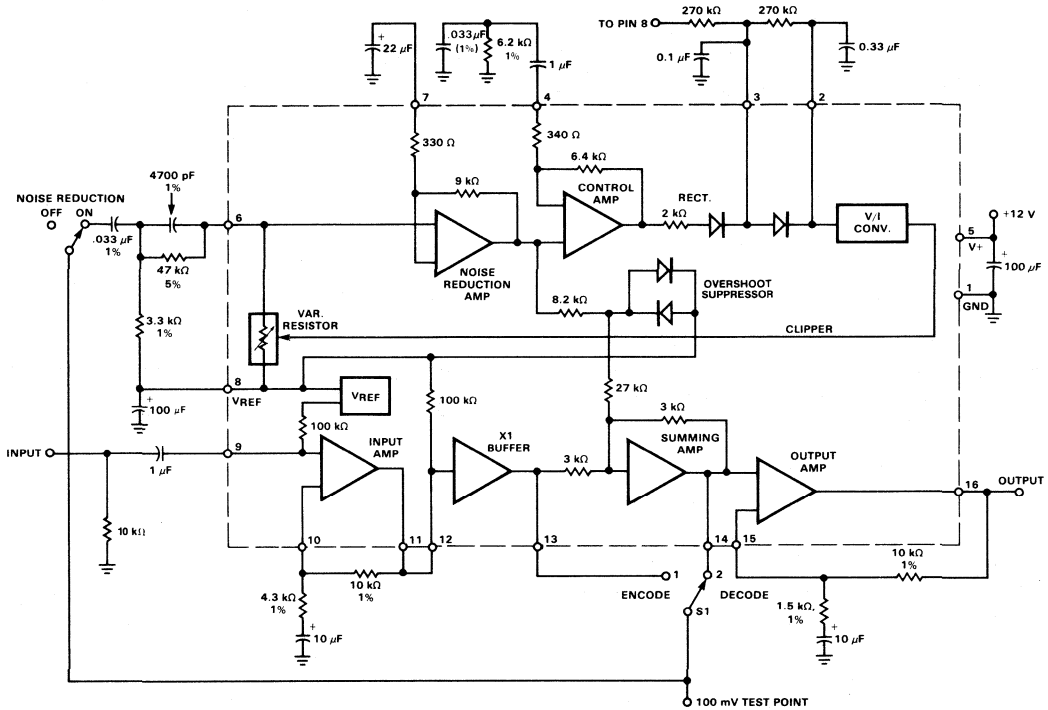 270 kΩ
270 kΩ
TO PIN 8
+
22 μF
.033μF
(1%)
6.2 kΩ
1%
1 μF
0.1 μF
0.33 μF
7
4
3
2
330 Ω
340 Ω
4700 pF
1%
NOISE REDUCTION
OFF
ON
.033 μF
1%
47 kΩ
5%
6
9 kΩ
6.4 kΩ
CONTROL
AMP
RECT.
2 kΩ
V/I
CONV.
+12 V
5
V+
+
100 μF
1
GND
NOISE
REDUCTION
AMP
OVERSHOOT
SUPPRESSOR
8.2 kΩ
3.3 kΩ
1%
VAR.
RESISTOR
CLIPPER
8
VREF
+
100 μF
VREF
100 kΩ
100 kΩ
27 kΩ
3 kΩ
INPUT
1 μF
9
INPUT
AMP
X1
BUFFER
3 kΩ
SUMMING
AMP
OUTPUT
AMP
16
OUTPUT
10 kΩ
10
11
12
13
14
15
10 kΩ
1%
4.3 kΩ
1%
+
10 μF
ENCODE
1
2
DECODE
S1
10 kΩ
1%
1.5 kΩ,
1%
+
10 μF
100 mV TEST POINT